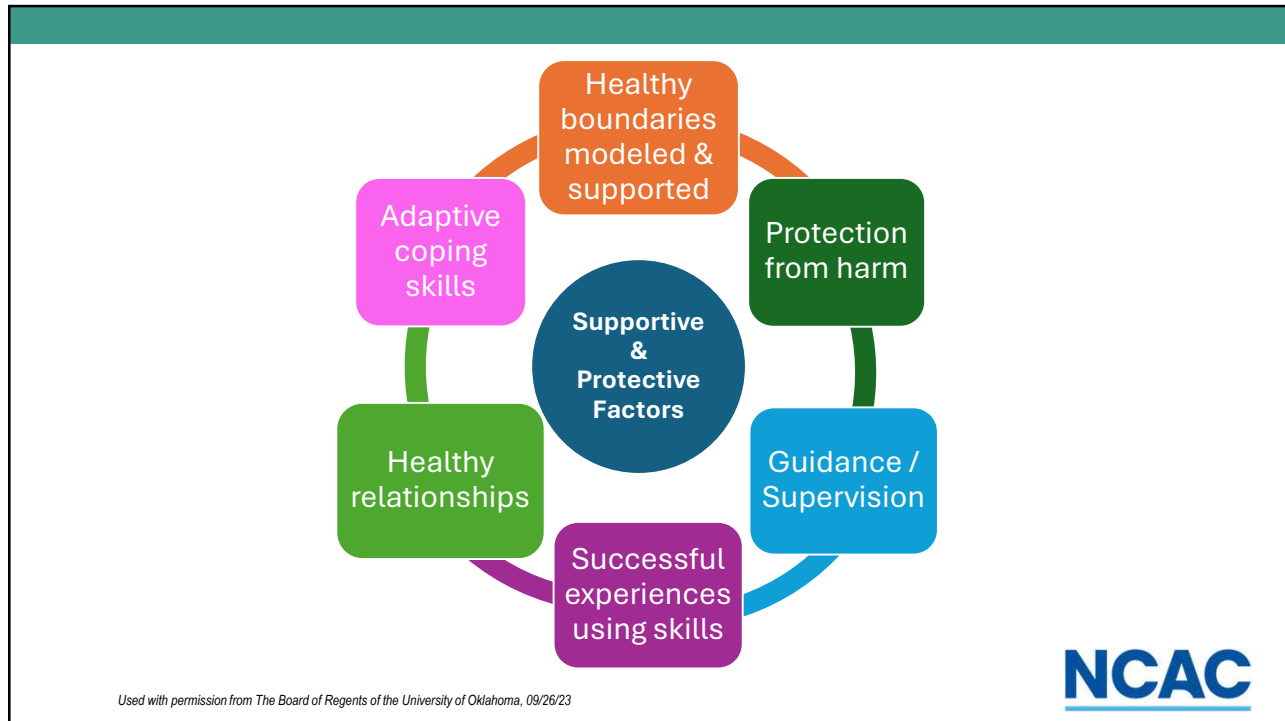 Healthy
boundaries
modeled &
supported
Protection
from harm
Guidance /
Supervision
Successful
experiences
using skills
Healthy
relationships
Adaptive
coping
skills
Supportive
&
Protective
Factors
Used with permission from The Board of Regents of the University of Oklahoma, 09/26/23
NCAC